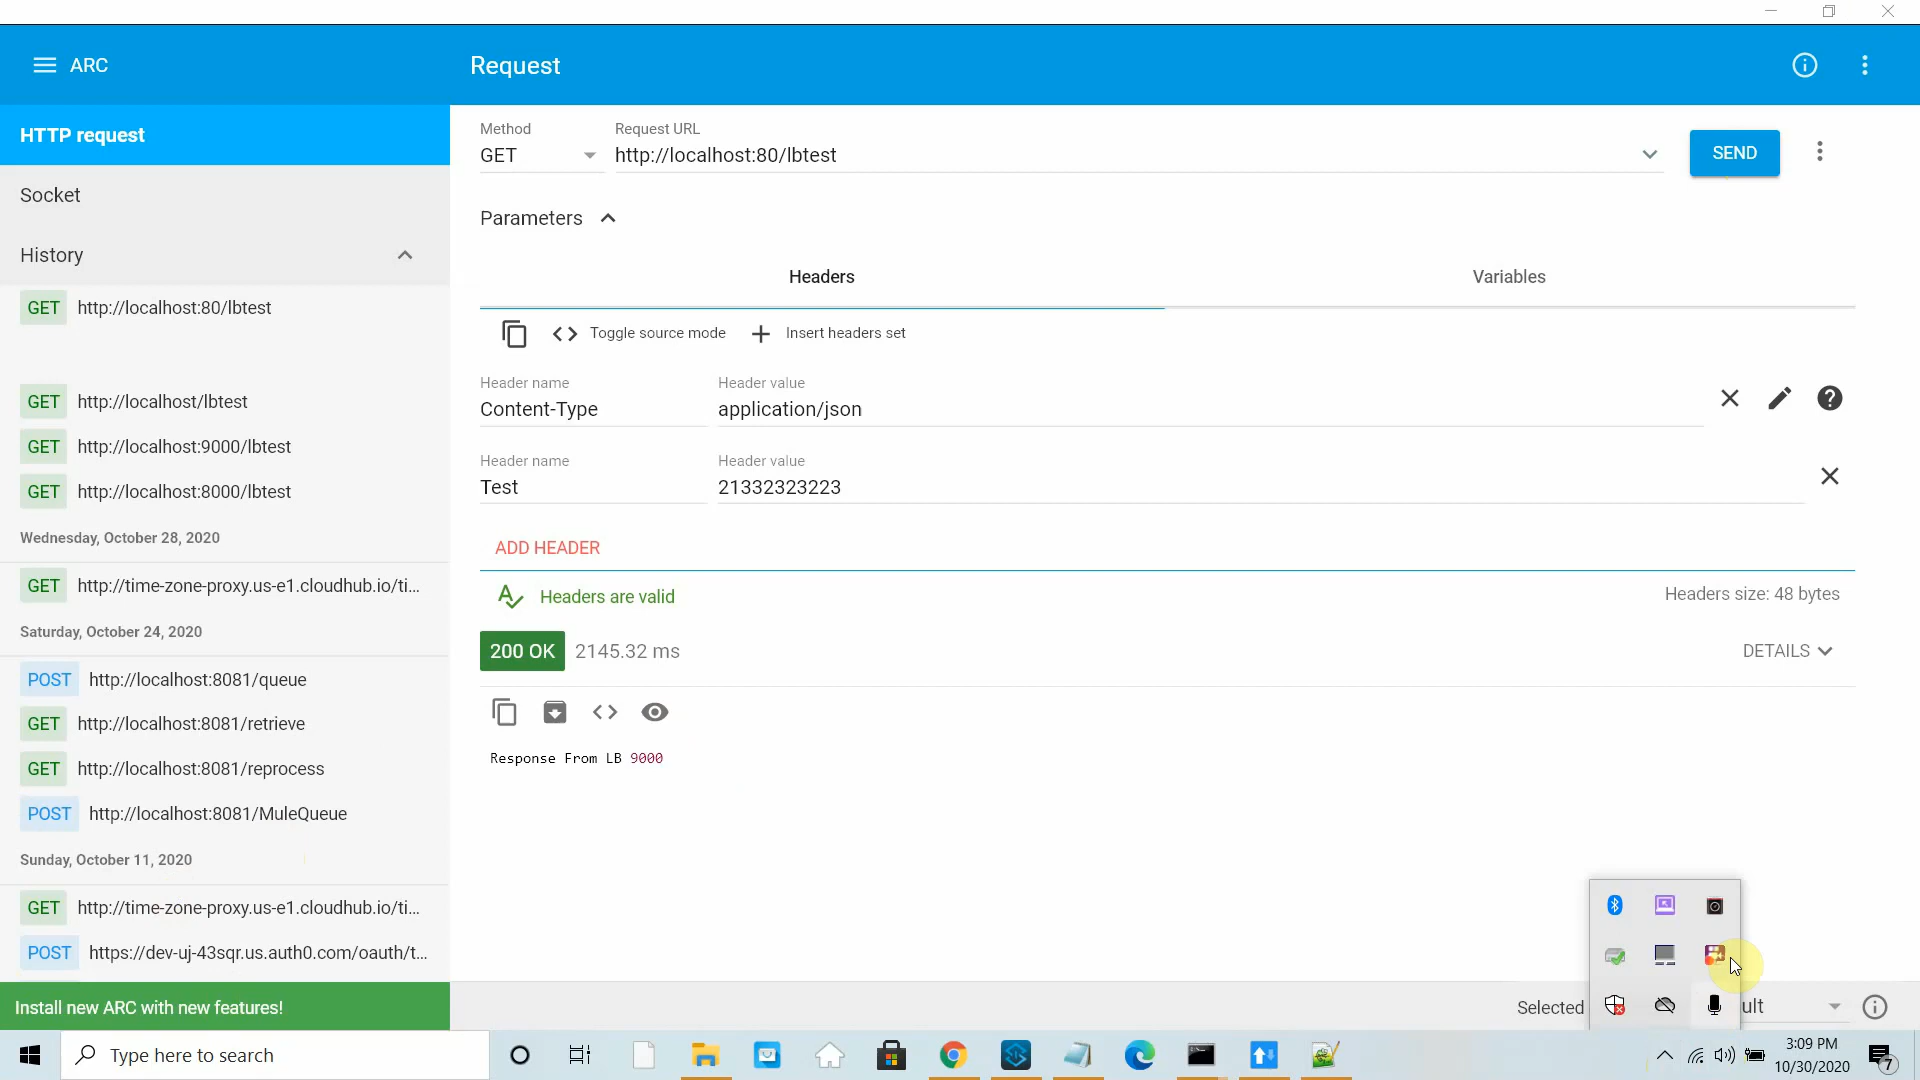 ARC
Request
HTTP request
Socket
History
GET http://localhost:80/lbtest
GET http://localhost/lbtest
GET http://localhost:9000/lbtest
GET http://localhost:8000/lbtest
Wednesday, October 28, 2020
GET http://time-zone-proxy.us-e1.cloudhub.io/ti...
Saturday, October 24, 2020
POST http://localhost:8081/queue
GET http://localhost:8081/retrieve
GET http://localhost:8081/reprocess
POST http://localhost:8081/MuleQueue
Sunday, October 11, 2020
GET http://time-zone-proxy.us-e1.cloudhub.io/ti...
POST https://dev-uj-43sqr.us.auth0.com/oauth/t...
Install new ARC with new features!
Method
GET
Request URL
http://localhost:80/lbtest
SEND
Parameters
Headers
Variables
Toggle source mode
Insert headers set
Header name
Content-Type
Header value
application/json
Header name
Test
Header value
21332323223
ADD HEADER
Headers are valid
Headers size: 48 bytes
200 OK
2145.32 ms
DETAILS
Response From LB 9000
Selected
ult
Type here to search
3:09 PM
10/30/2020
7